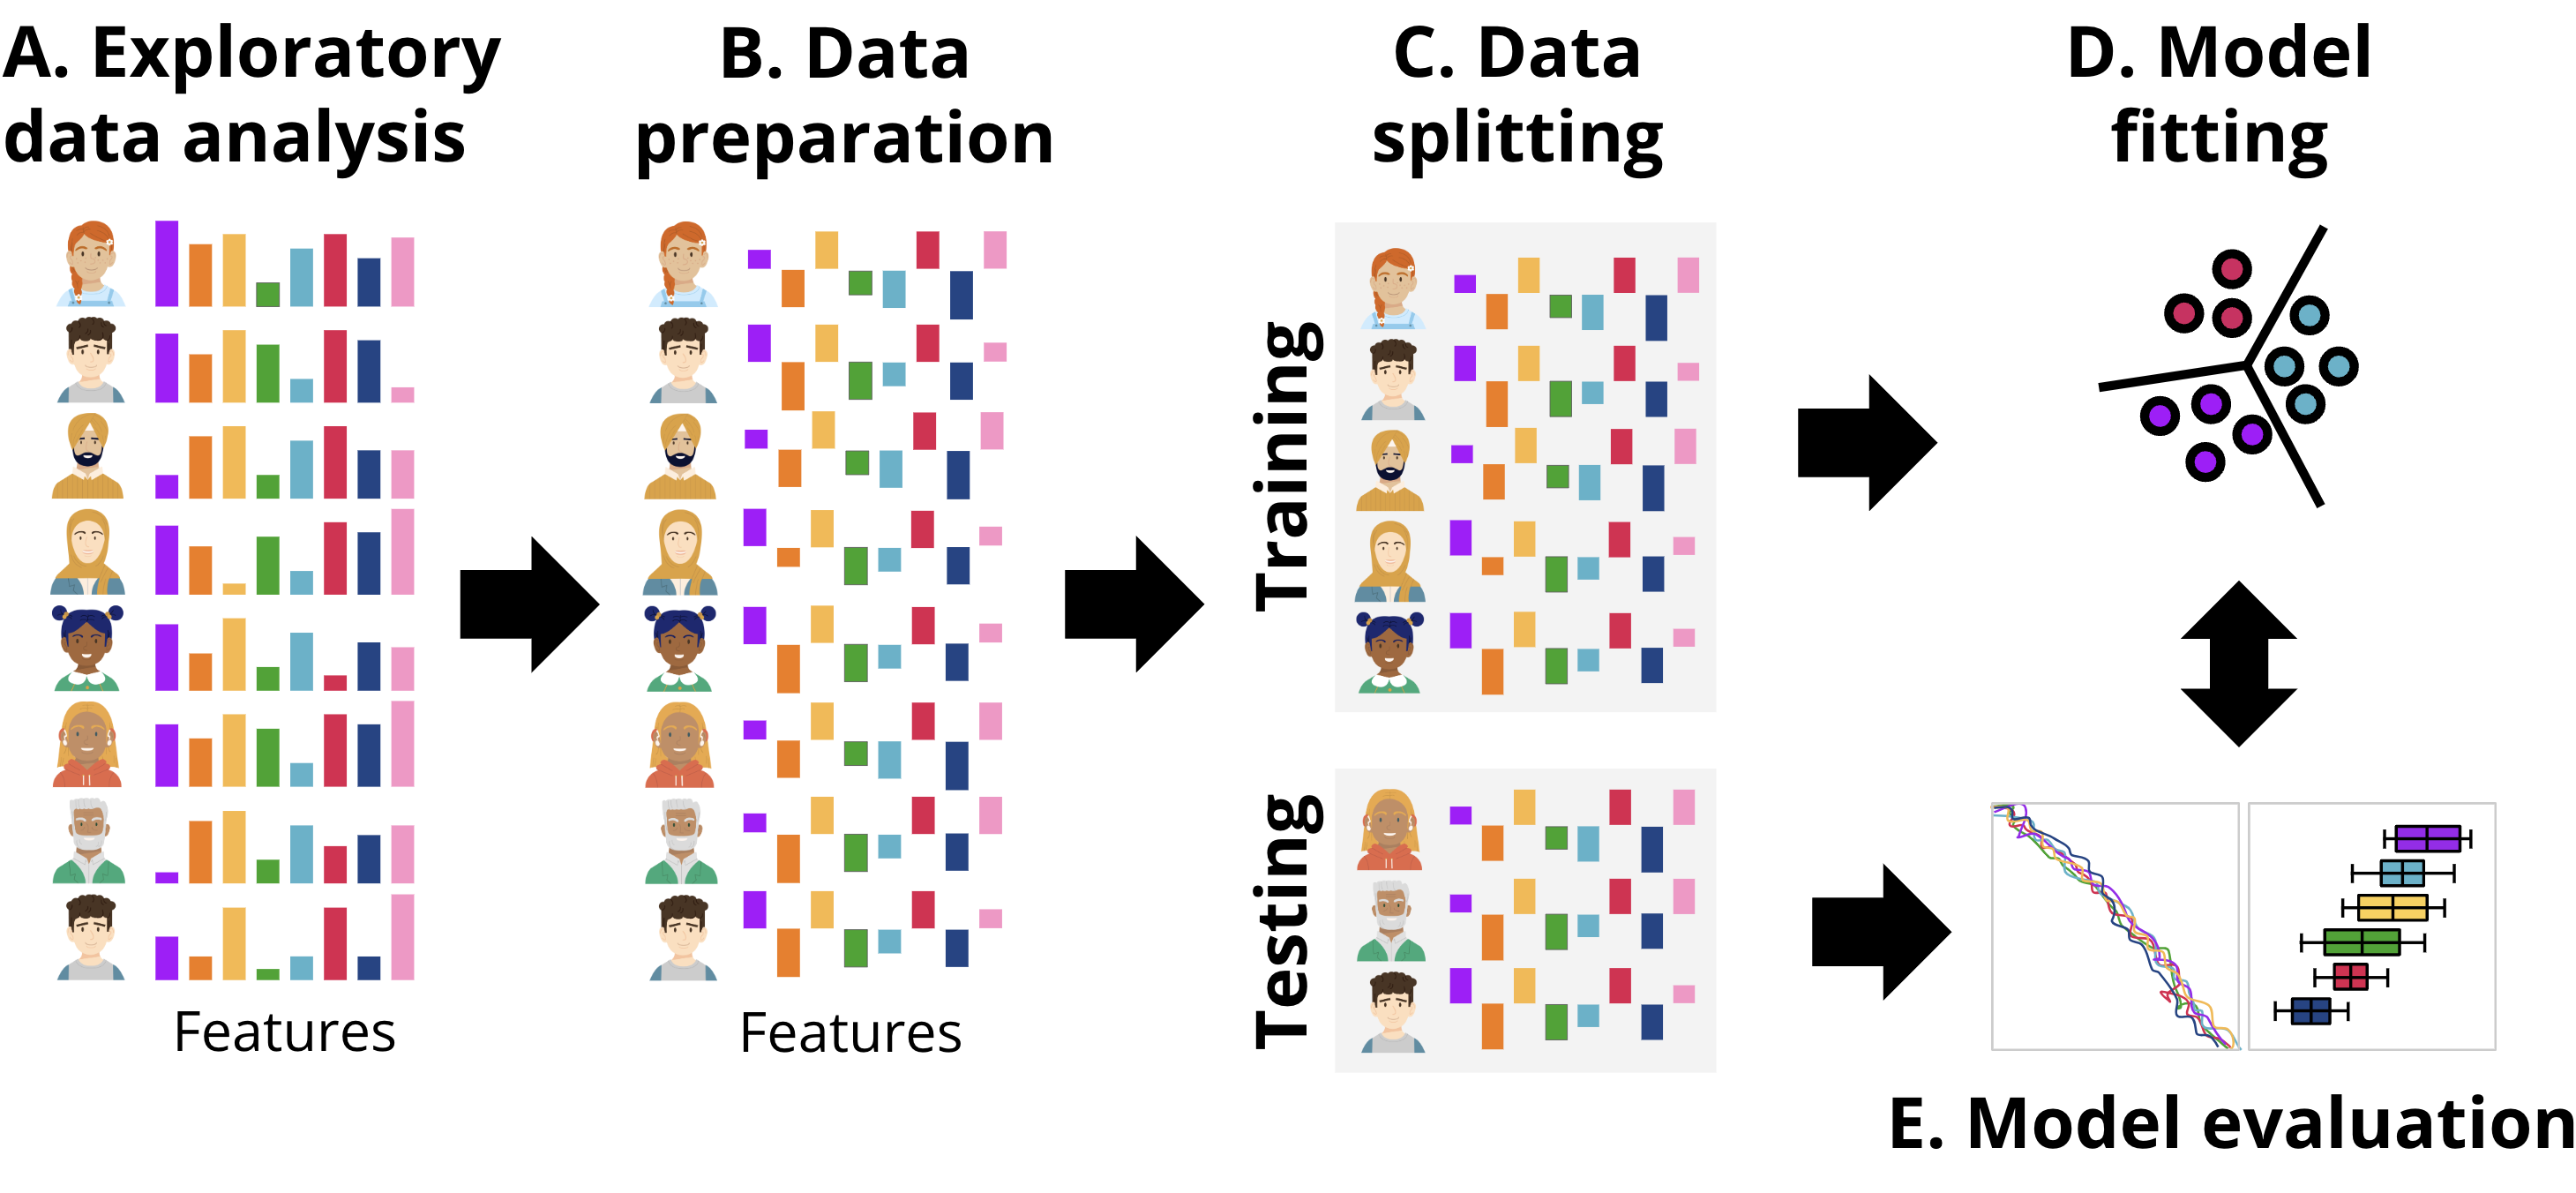 A. Exploratory
data analysis
B. Data
preparation
C. Data
splitting
D. Model
fitting
Training
Testing
Features
Features
E. Model evaluation